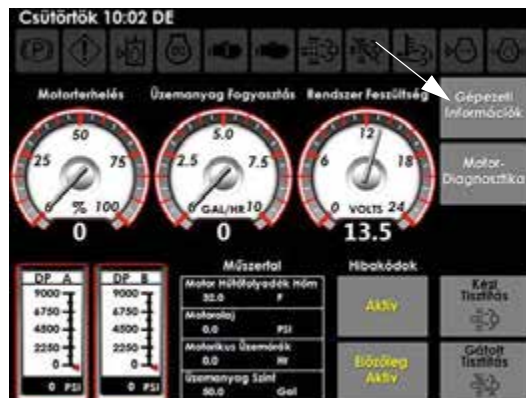 Csütörtök 10:02 DE
(P)
Motorterhelés
Üzemanyag Fogyasztás
Rendszer Feszültség
Gépezeti
Információk
25
50
75
100
%
0
2.5
5.0
7.5
10
GAL/HR
0
6
12
18
0
VOLTS
24
13.5
Motor-
Diagnosztika
DP A
9000
6750
4500
2250
0
0 PSI
DP B
9000
6750
4500
2250
0
0 PSI
Műszerfal
Motor Hűtőfolyadék Hőm
32.0 F
Motorolaj
0.0 PSI
Motorikus Üzemórák
0.0 Hr
Üzemanyag Szint
50.0 Gal
Hibakódok
Aktív
Előzőleg
Aktív
Kézi
Tisztítás
Gátolt
Tisztítás